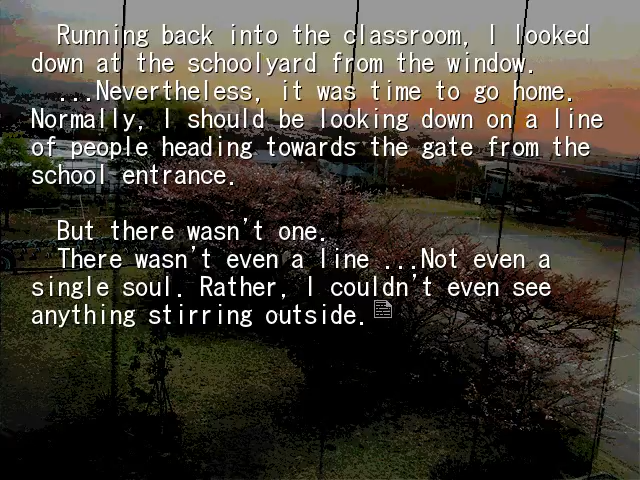 Running back into the classroom, I looked
down at the schoolyard from the window.
...Nevertheless, it was time to go home.
Normally, I should be looking down on a line
of people heading towards the gate from the
school entrance.
But there wasn't one.
There wasn't even a line ...Not even a
single soul. Rather, I couldn't even see
anything stirring outside.